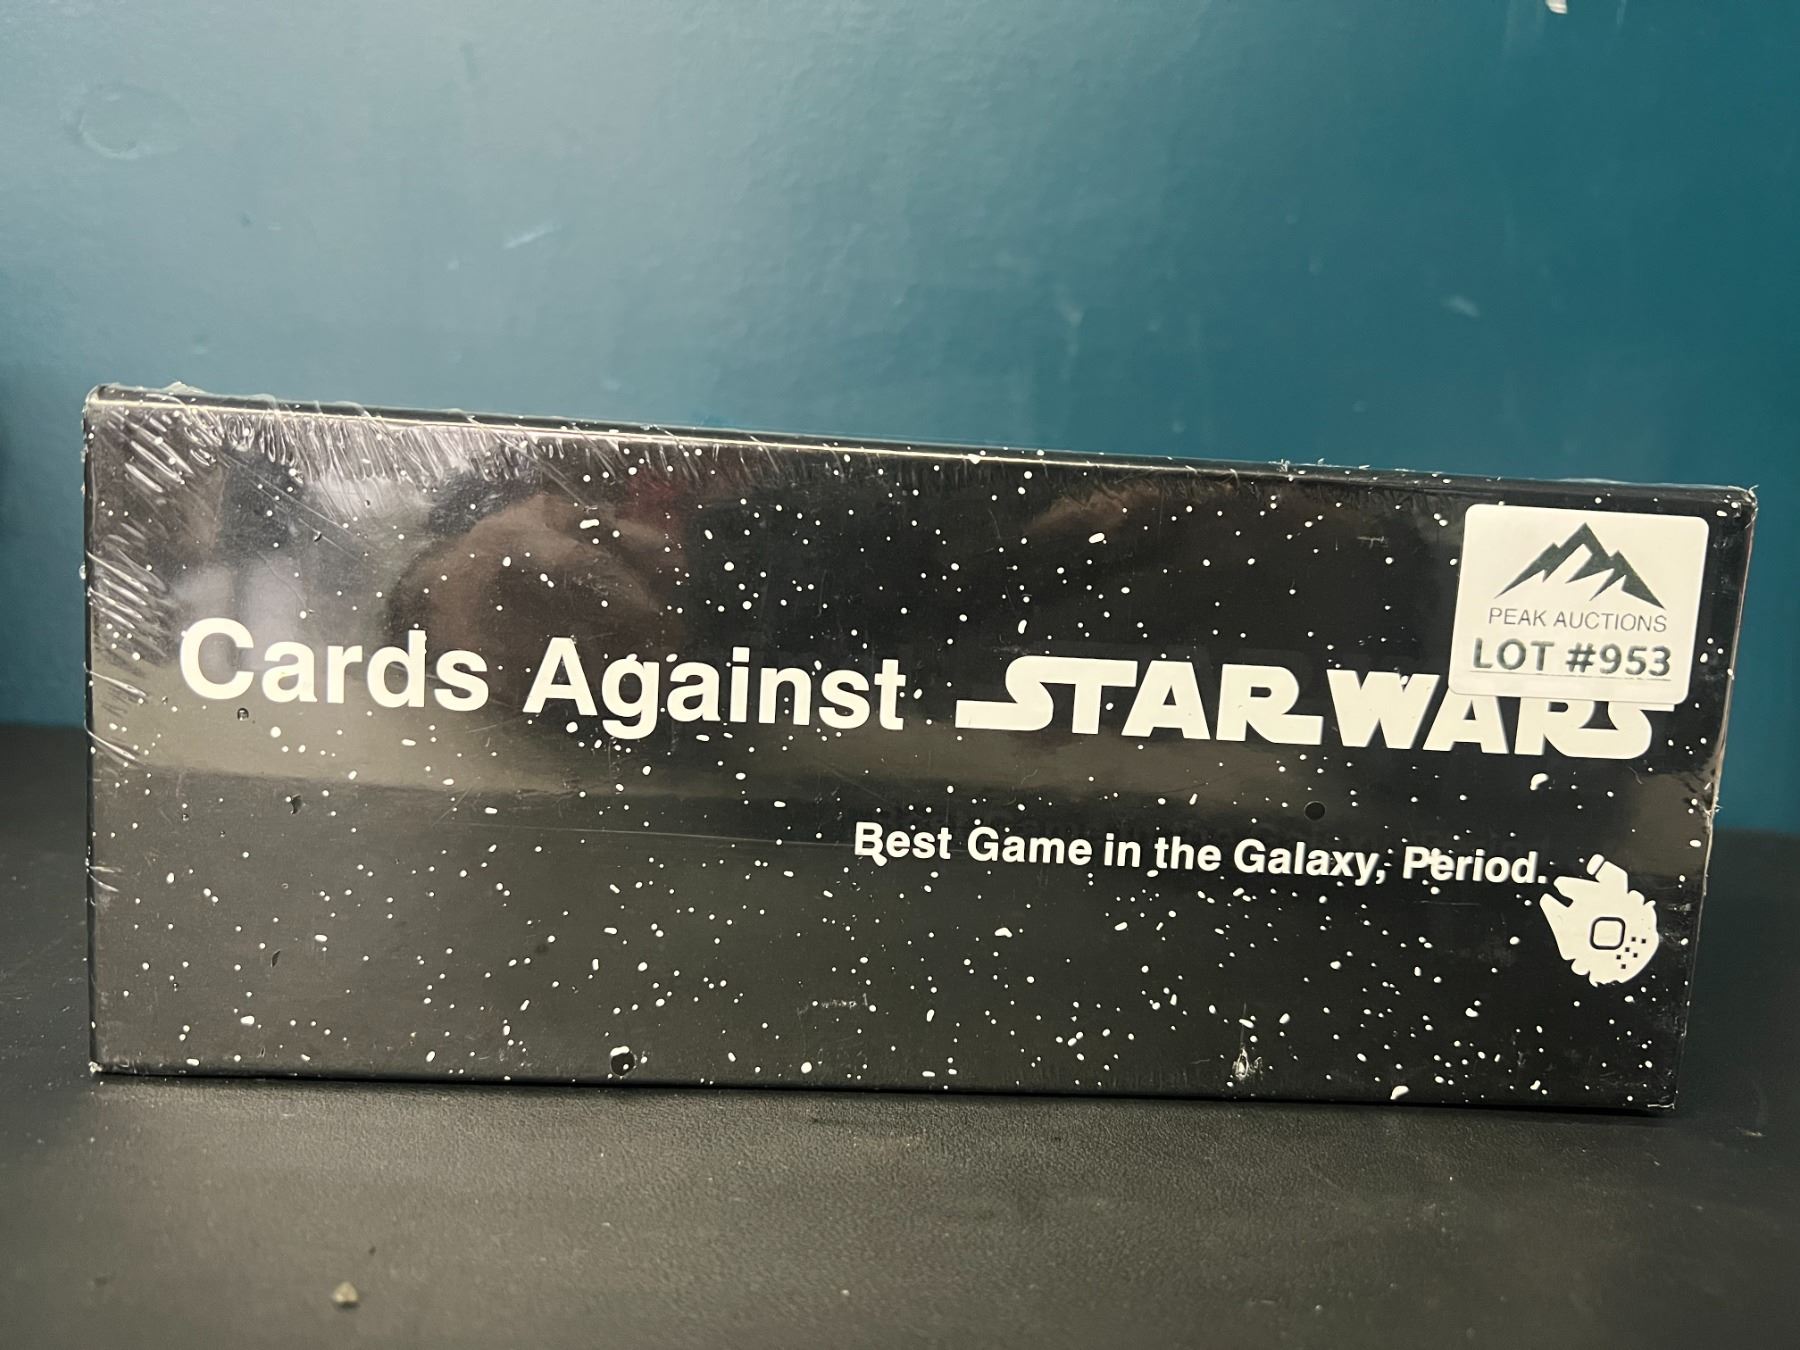 PEAK AUCTIONS
LOT #953
Cards Against STAR WARS
Best Game in the Galaxy, Period.